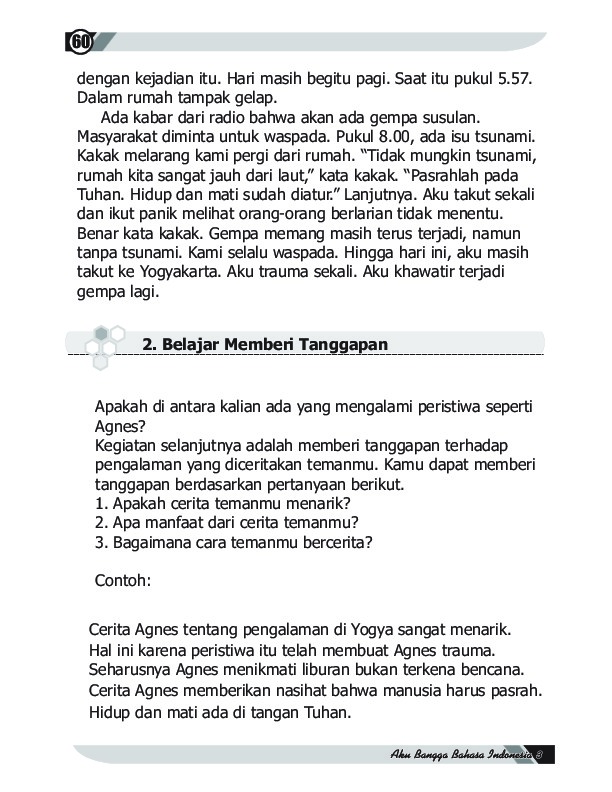 60
dengan kejadian itu. Hari masih begitu pagi. Saat itu pukul 5.57.
Dalam rumah tampak gelap.
Ada kabar dari radio bahwa akan ada gempa susulan.
Masyarakat diminta untuk waspada. Pukul 8.00, ada isu tsunami.
Kakak melarang kami pergi dari rumah. “Tidak mungkin tsunami,
rumah kita sangat jauh dari laut,” kata kakak. “Pasrahlah pada
Tuhan. Hidup dan mati sudah diatur.” Lanjutnya. Aku takut sekali
dan ikut panik melihat orang-orang berlarian tidak menentu.
Benar kata kakak. Gempa memang masih terus terjadi, namun
tanpa tsunami. Kami selalu waspada. Hingga hari ini, aku masih
takut ke Yogyakarta. Aku trauma sekali. Aku khawatir terjadi
gempa lagi.
2. Belajar Memberi Tanggapan
Apakah di antara kalian ada yang mengalami peristiwa seperti
Agnes?
Kegiatan selanjutnya adalah memberi tanggapan terhadap
pengalaman yang diceritakan temanmu. Kamu dapat memberi
tanggapan berdasarkan pertanyaan berikut.
1. Apakah cerita temanmu menarik?
2. Apa manfaat dari cerita temanmu?
3. Bagaimana cara temanmu bercerita?
Contoh:
Cerita Agnes tentang pengalaman di Yogya sangat menarik.
Hal ini karena peristiwa itu telah membuat Agnes trauma.
Seharusnya Agnes menikmati liburan bukan terkena bencana.
Cerita Agnes memberikan nasihat bahwa manusia harus pasrah.
Hidup dan mati ada di tangan Tuhan.
Aku Bangga Bahasa Indonesia 3